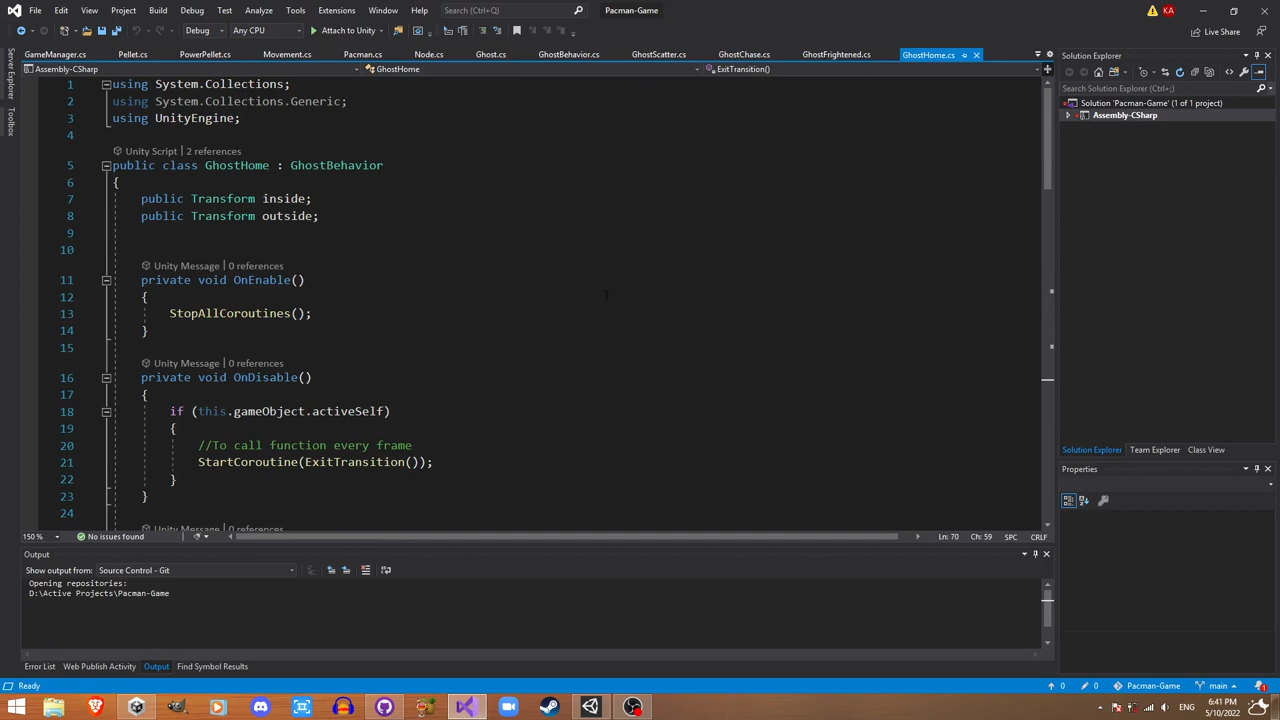 File Edit View Project Build Debug Test Analyze Tools Extensions Window Help Search (Ctrl+Q) Pacman-Game KA
Debug Any CPU Attach to Unity Live Share
GameManager.cs Pellet.cs PowerPellet.cs Movement.cs Pacman.cs Node.cs Ghost.cs GhostBehavior.cs GhostScatter.cs GhostChase.cs GhostFrightened.cs GhostHome.cs
Assembly-CSharp GhostHome ExitTransition()
Server Explorer
Toolbox
1 using System.Collections;
2 using System.Collections.Generic;
3 using UnityEngine;
4
Unity Script | 2 references
5 public class GhostHome : GhostBehavior
6 {
7 public Transform inside;
8 public Transform outside;
9
10
Unity Message | 0 references
11 private void OnEnable()
12 {
13 StopAllCoroutines();
14 }
15
Unity Message | 0 references
16 private void OnDisable()
17 {
18 if (this.gameObject.activeSelf)
19 {
20 //To call function every frame
21 StartCoroutine(ExitTransition());
22 }
23 }
24
Unity Message | 0 references
150 % No issues found Ln: 70 Ch: 59 SPC CRLF
Output
Show output from: Source Control - Git
Opening repositories:
D:\Active Projects\Pacman-Game
Error List Web Publish Activity Output Find Symbol Results
Solution Explorer
Search Solution Explorer (Ctrl+;)
Solution 'Pacman-Game' (1 of 1 project)
Assembly-CSharp
Solution Explorer Team Explorer Class View
Properties
Ready 0 0 Pacman-Game main 1
ENG 6:41 PM
5/10/2022